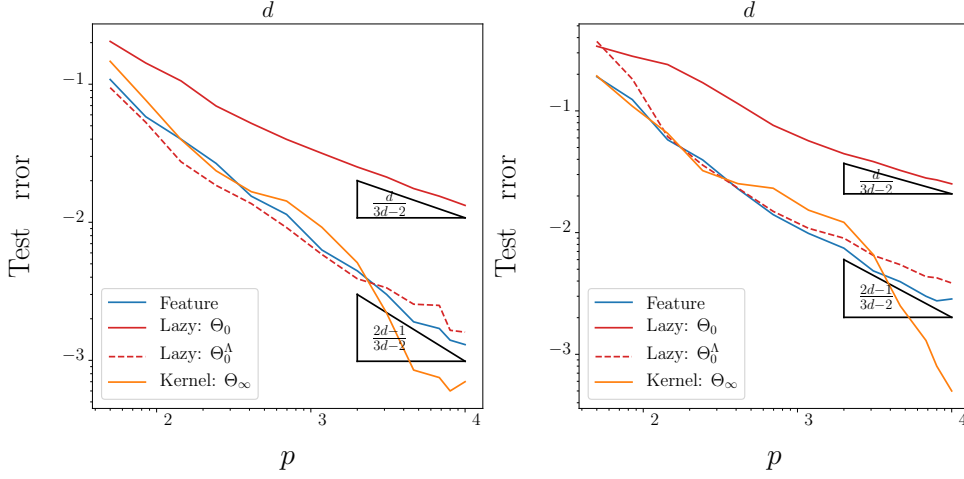 d
−1
−2
−3
Test rror
d
3d−2
2d−1
3d−2
Feature
Lazy: Θ₀
Lazy: Θ₀^Λ
Kernel: Θ∞
2 3 4
p
d
−1
−2
−3
Test rror
d
3d−2
2d−1
3d−2
Feature
Lazy: Θ₀
Lazy: Θ₀^Λ
Kernel: Θ∞
2 3 4
p